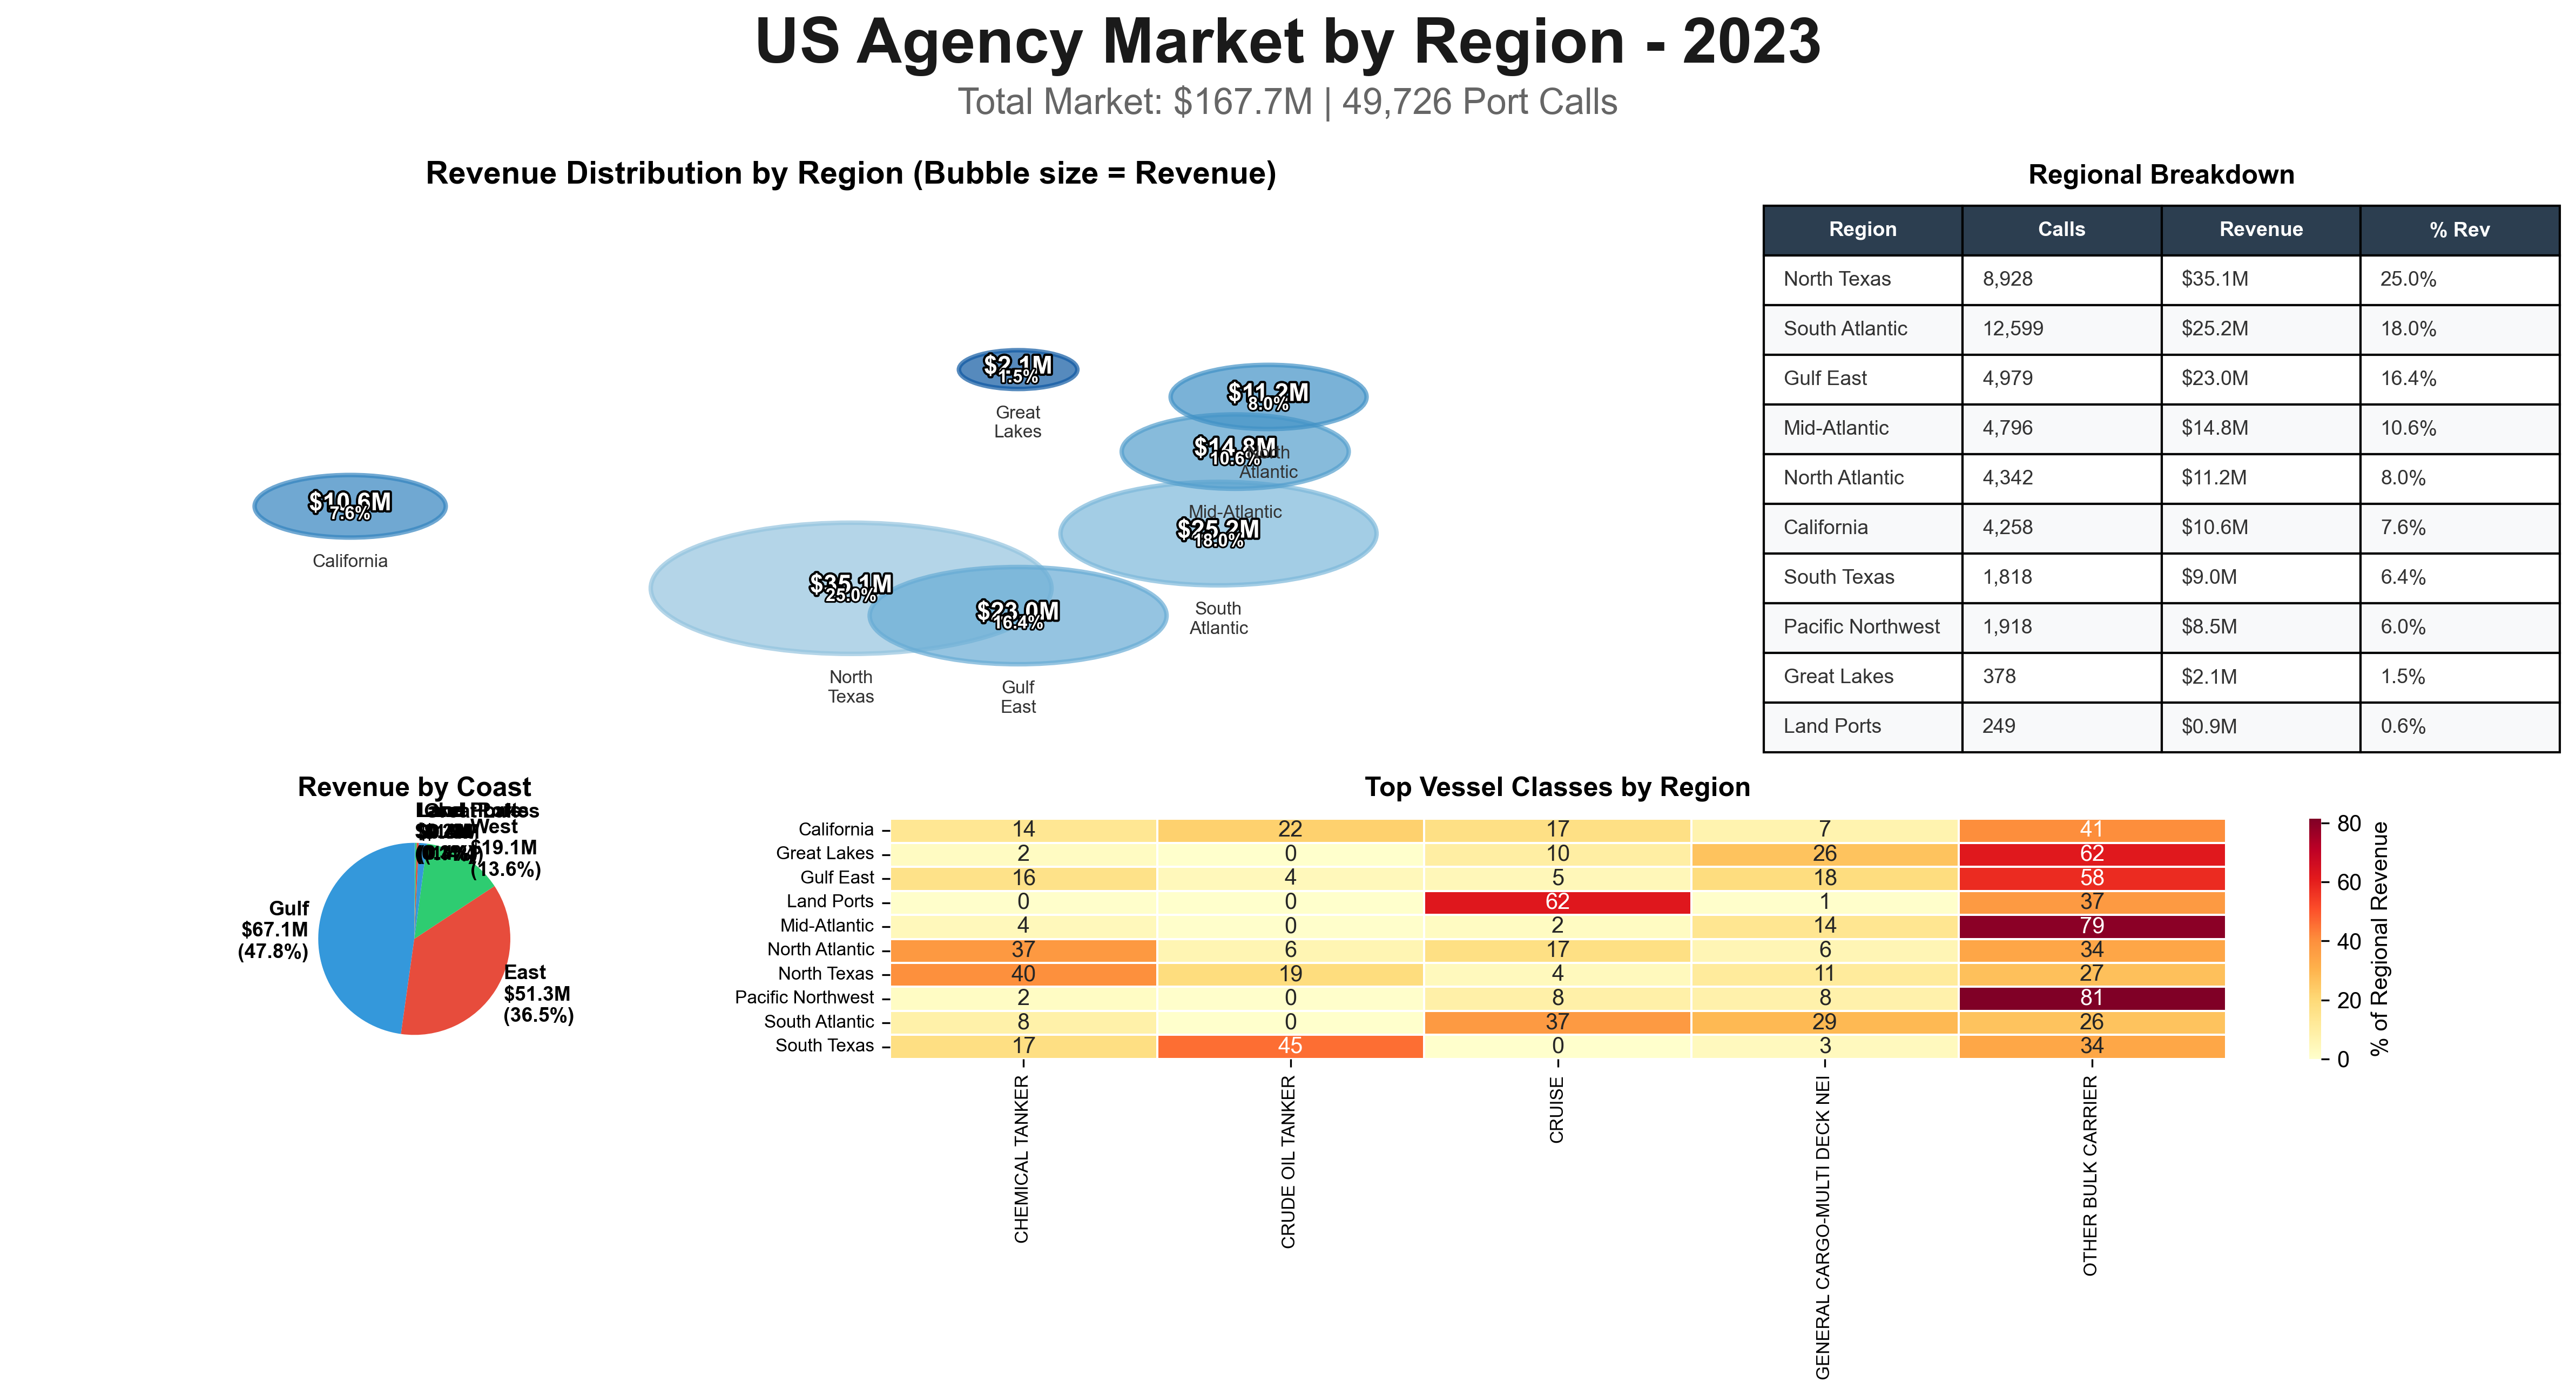 US Agency Market by Region - 2023
Total Market: $167.7M | 49,726 Port Calls
Revenue Distribution by Region (Bubble size = Revenue)
$2.1M
1.5%
Great
Lakes
$11.2M
8.0%
North
Atlantic
$14.8M
10.6%
Mid-Atlantic
$10.6M
7.6%
California
$25.2M
18.0%
South
Atlantic
$35.1M
25.0%
North
Texas
$23.0M
16.4%
Gulf
East
Regional Breakdown
Region Calls Revenue % Rev
North Texas 8,928 $35.1M 25.0%
South Atlantic 12,599 $25.2M 18.0%
Gulf East 4,979 $23.0M 16.4%
Mid-Atlantic 4,796 $14.8M 10.6%
North Atlantic 4,342 $11.2M 8.0%
California 4,258 $10.6M 7.6%
South Texas 1,818 $9.0M 6.4%
Pacific Northwest 1,918 $8.5M 6.0%
Great Lakes 378 $2.1M 1.5%
Land Ports 249 $0.9M 0.6%
Revenue by Coast
West
$19.1M
(13.6%)
Gulf
$67.1M
(47.8%)
East
$51.3M
(36.5%)
Top Vessel Classes by Region
California 14 22 17 7 41
Great Lakes 2 0 10 26 62
Gulf East 16 4 5 18 58
Land Ports 0 0 62 1 37
Mid-Atlantic 4 0 2 14 79
North Atlantic 37 6 17 6 34
North Texas 40 19 4 11 27
Pacific Northwest 2 0 8 8 81
South Atlantic 8 0 37 29 26
South Texas 17 45 0 3 34
CHEMICAL TANKER
CRUDE OIL TANKER
CRUISE
GENERAL CARGO-MULTI DECK NEI
OTHER BULK CARRIER
80
60
40
20
0
% of Regional Revenue